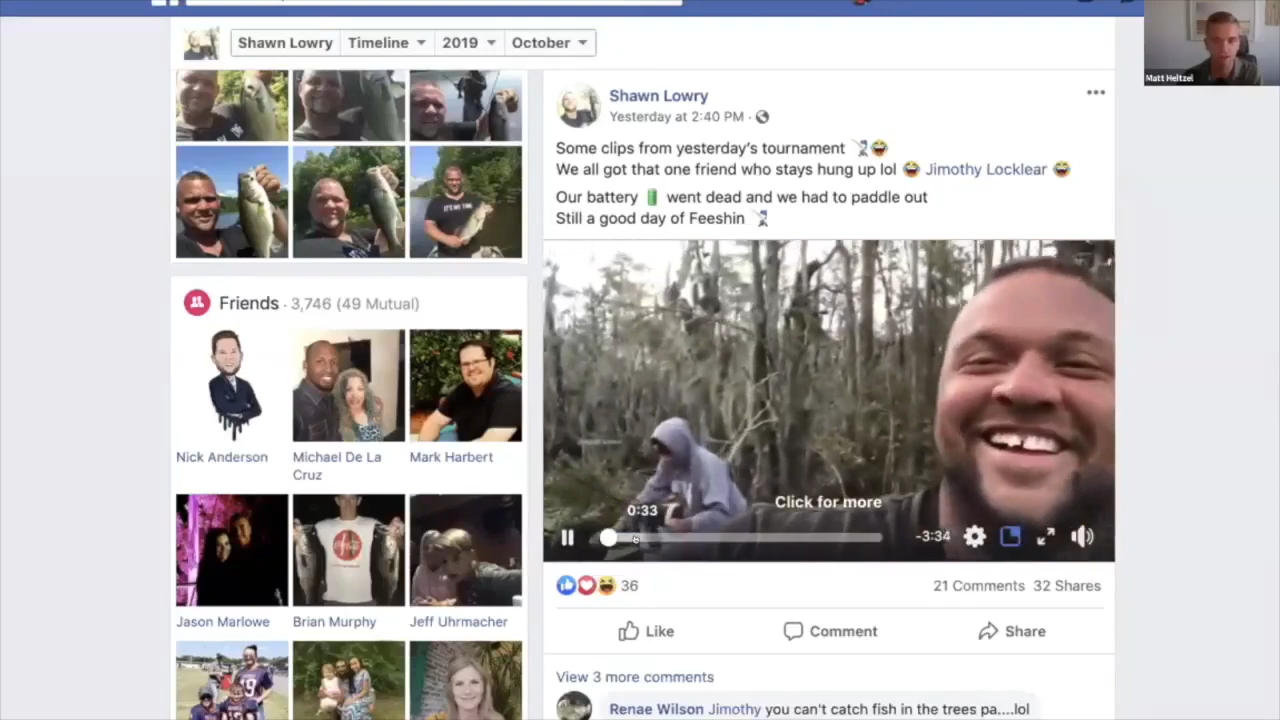 Shawn Lowry Timeline 2019 October
Matt Heltzel
Shawn Lowry
Yesterday at 2:40 PM ·
Some clips from yesterday's tournament 🎣😂
We all got that one friend who stays hung up lol 😂 Jimothy Locklear 😂
Our battery 🔋 went dead and we had to paddle out
Still a good day of Feeshin 🎣
IT'S MY TIME
Friends · 3,746 (49 Mutual)
Nick Anderson
Michael De La
Cruz
Mark Harbert
Jason Marlowe
Brian Murphy
Jeff Uhrmacher
Click for more
0:33
-3:34
36
21 Comments 32 Shares
Like Comment Share
View 3 more comments
Renae Wilson Jimothy you can't catch fish in the trees pa....lol